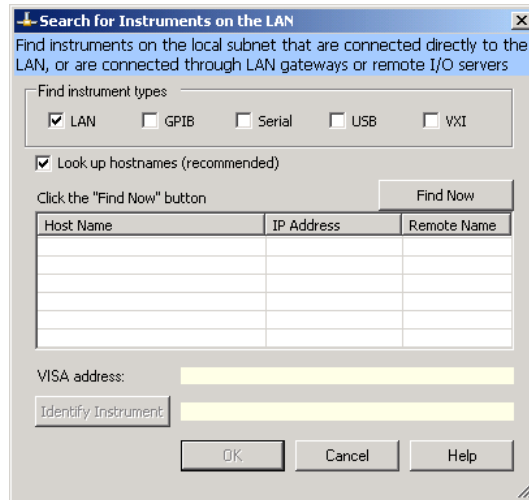 Search for Instruments on the LAN
Find instruments on the local subnet that are connected directly to the
LAN, or are connected through LAN gateways or remote I/O servers
Find instrument types
LAN GPIB Serial USB VXI
Look up hostnames (recommended)
Click the "Find Now" button Find Now
Host Name IP Address Remote Name
VISA address:
Identify Instrument
OK Cancel Help